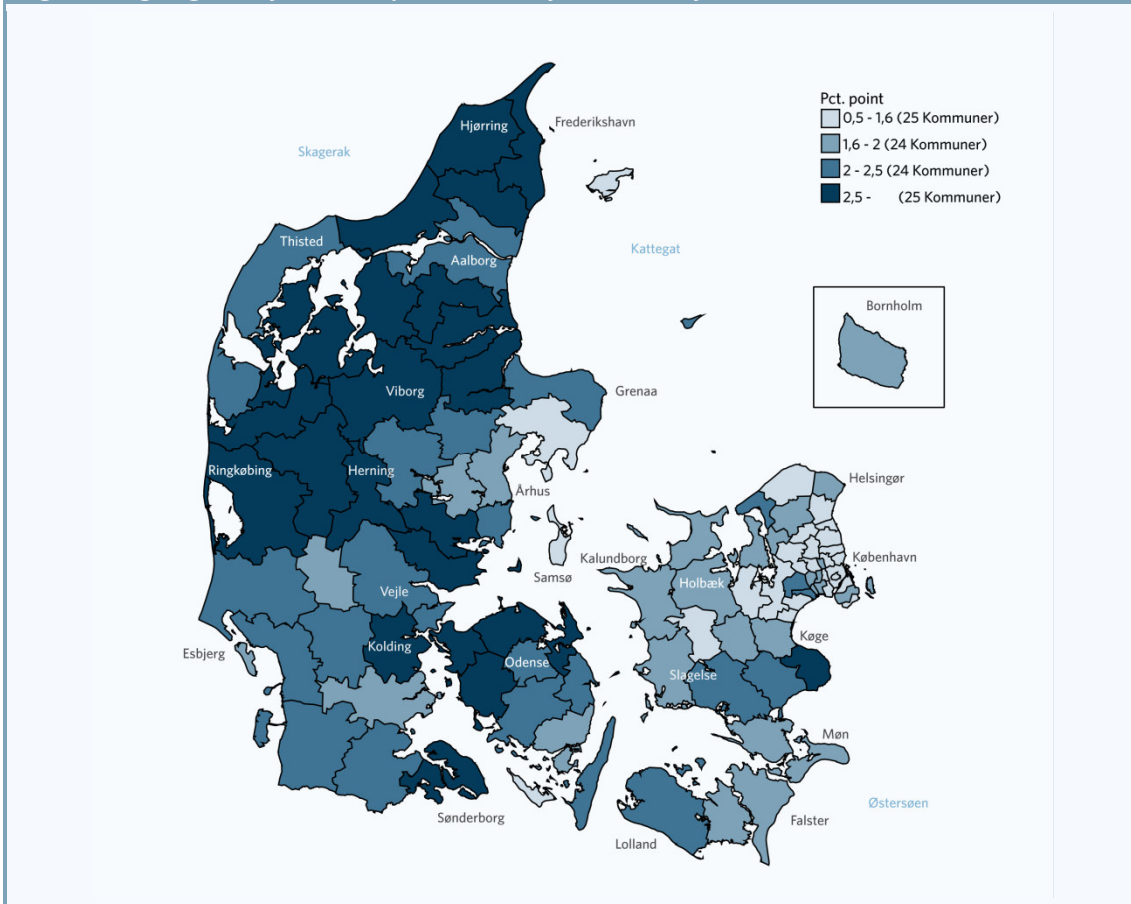 Pct. point
0,5 - 1,6 (25 Kommuner)
1,6 - 2 (24 Kommuner)
2 - 2,5 (24 Kommuner)
2,5 - (25 Kommuner)
Hjørring
Frederikshavn
Skagerak
Thisted
Kattegat
Aalborg
Bornholm
Viborg
Grenaa
Ringkøbing
Herning
Helsingør
Århus
København
Kalundborg
Samsø
Holbæk
Vejle
Køge
Esbjerg
Kolding
Odense
Slagelse
Møn
Østersøen
Sønderborg
Falster
Lolland